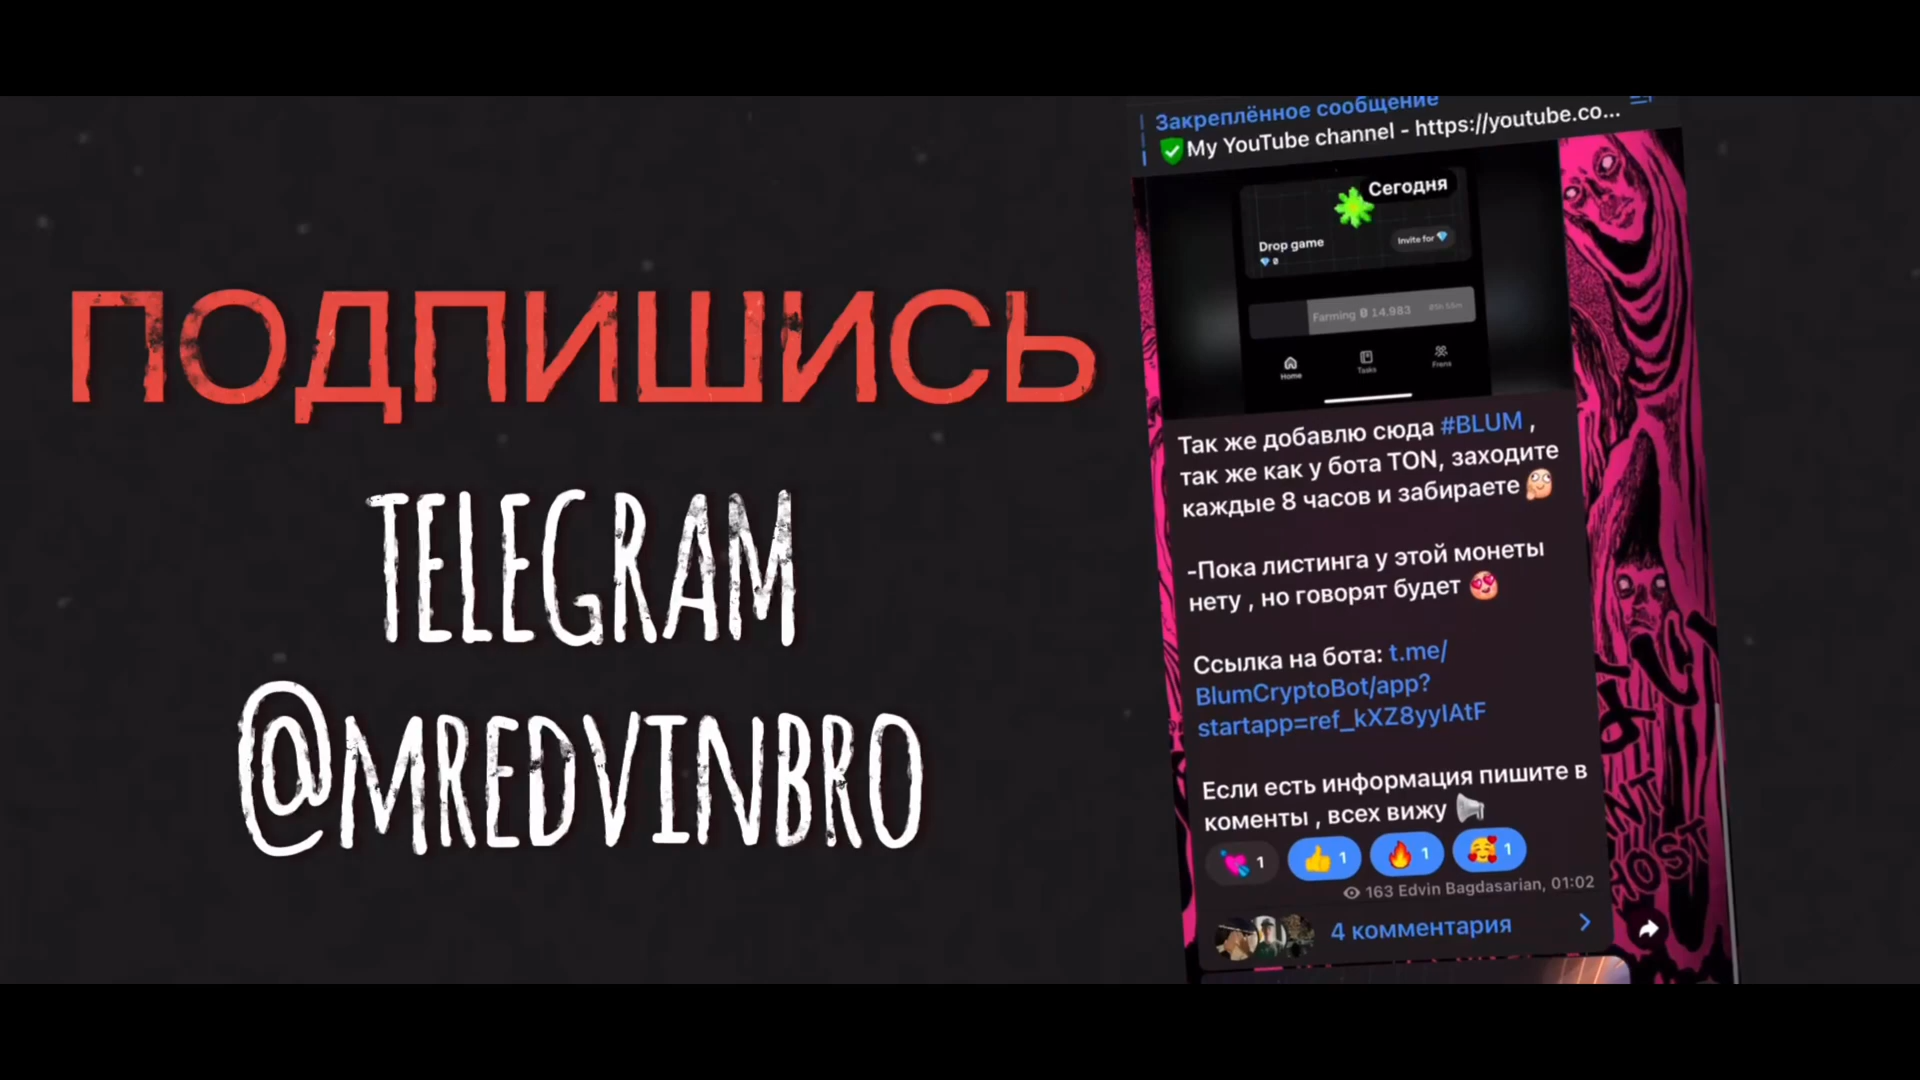 ПОДПИШИСЬ
TELEGRAM
@MREDVINBRO
Закреплённое сообщение
My YouTube channel - https://youtube.co...
Сегодня
Drop game
Invite for
0
Farming 14.983
Home
Tasks
Frens
Так же добавлю сюда #BLUM ,
так же как у бота TON, заходите
каждые 8 часов и забираете
-Пока листинга у этой монеты
нету , но говорят будет
Ссылка на бота: t.me/
BlumCryptoBot/app?
startapp=ref_kXZ8yyIAtF
Если есть информация пишите в
коменты , всех вижу
1 1 1 1
163 Edvin Bagdasarian, 01:02
4 комментария